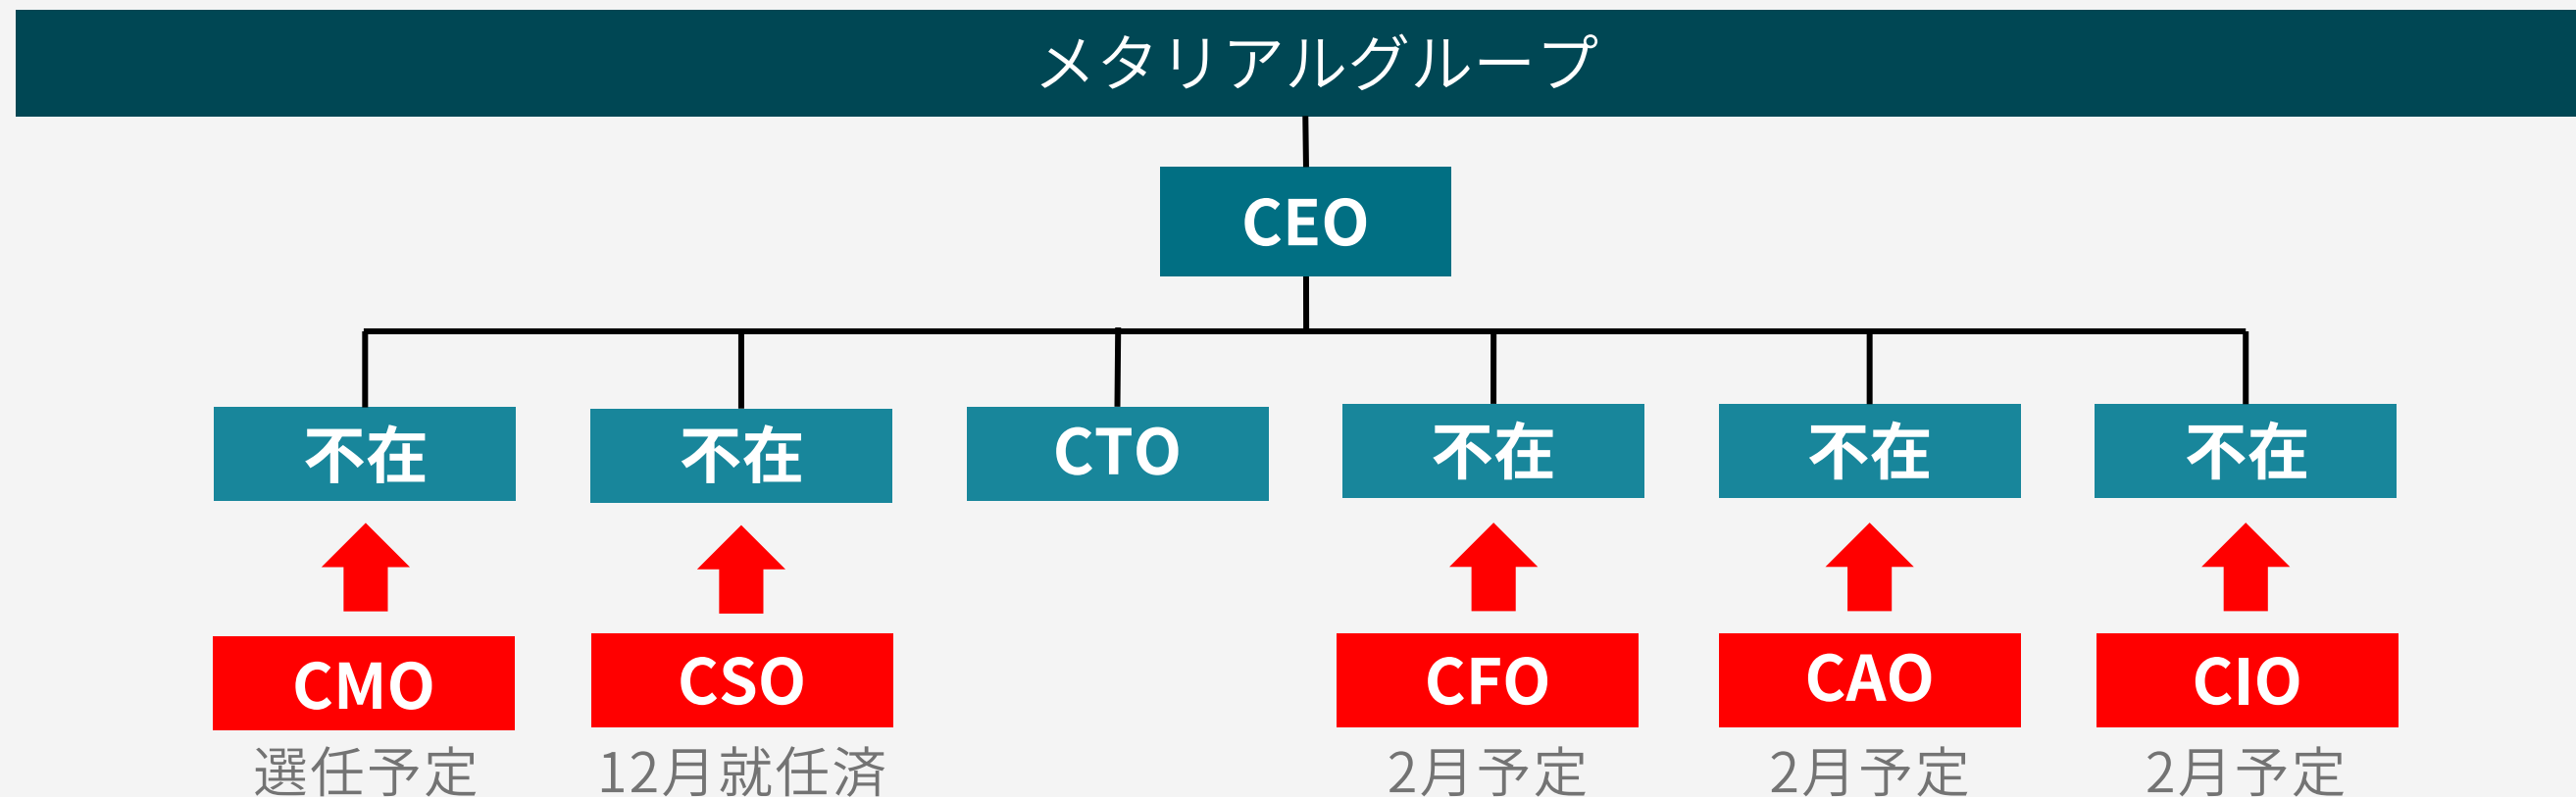 メタリアルグループ
CEO
不在
不在
CTO
不在
不在
不在
CMO
CSO
CFO
CAO
CIO
選任予定
12月就任済
2月予定
2月予定
2月予定